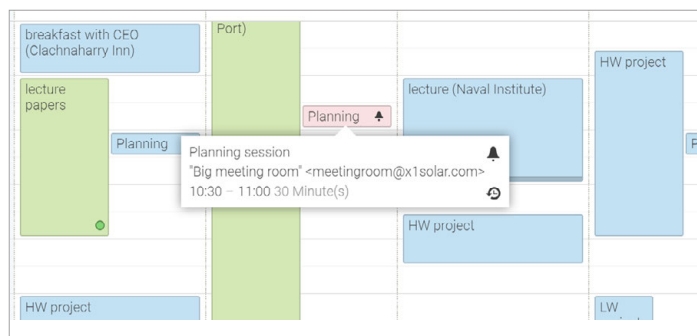 breakfast with CEO
(Clachnaharry Inn)
lecture
papers
Planning
HW project
Port)
Planning
Planning session
"Big meeting room" <meetingroom@x1solar.com>
10:30 – 11:00 30 Minute(s)
lecture (Naval Institute)
HW project
HW project
LW